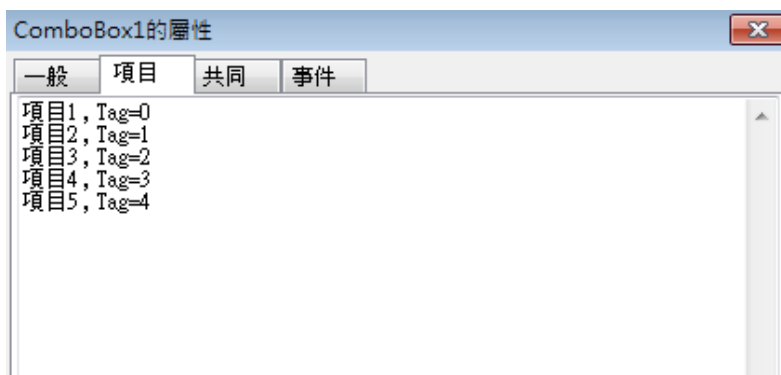 ComboBox1的屬性
一般 項目 共同 事件
項目1,Tag=0
項目2,Tag=1
項目3,Tag=2
項目4,Tag=3
項目5,Tag=4